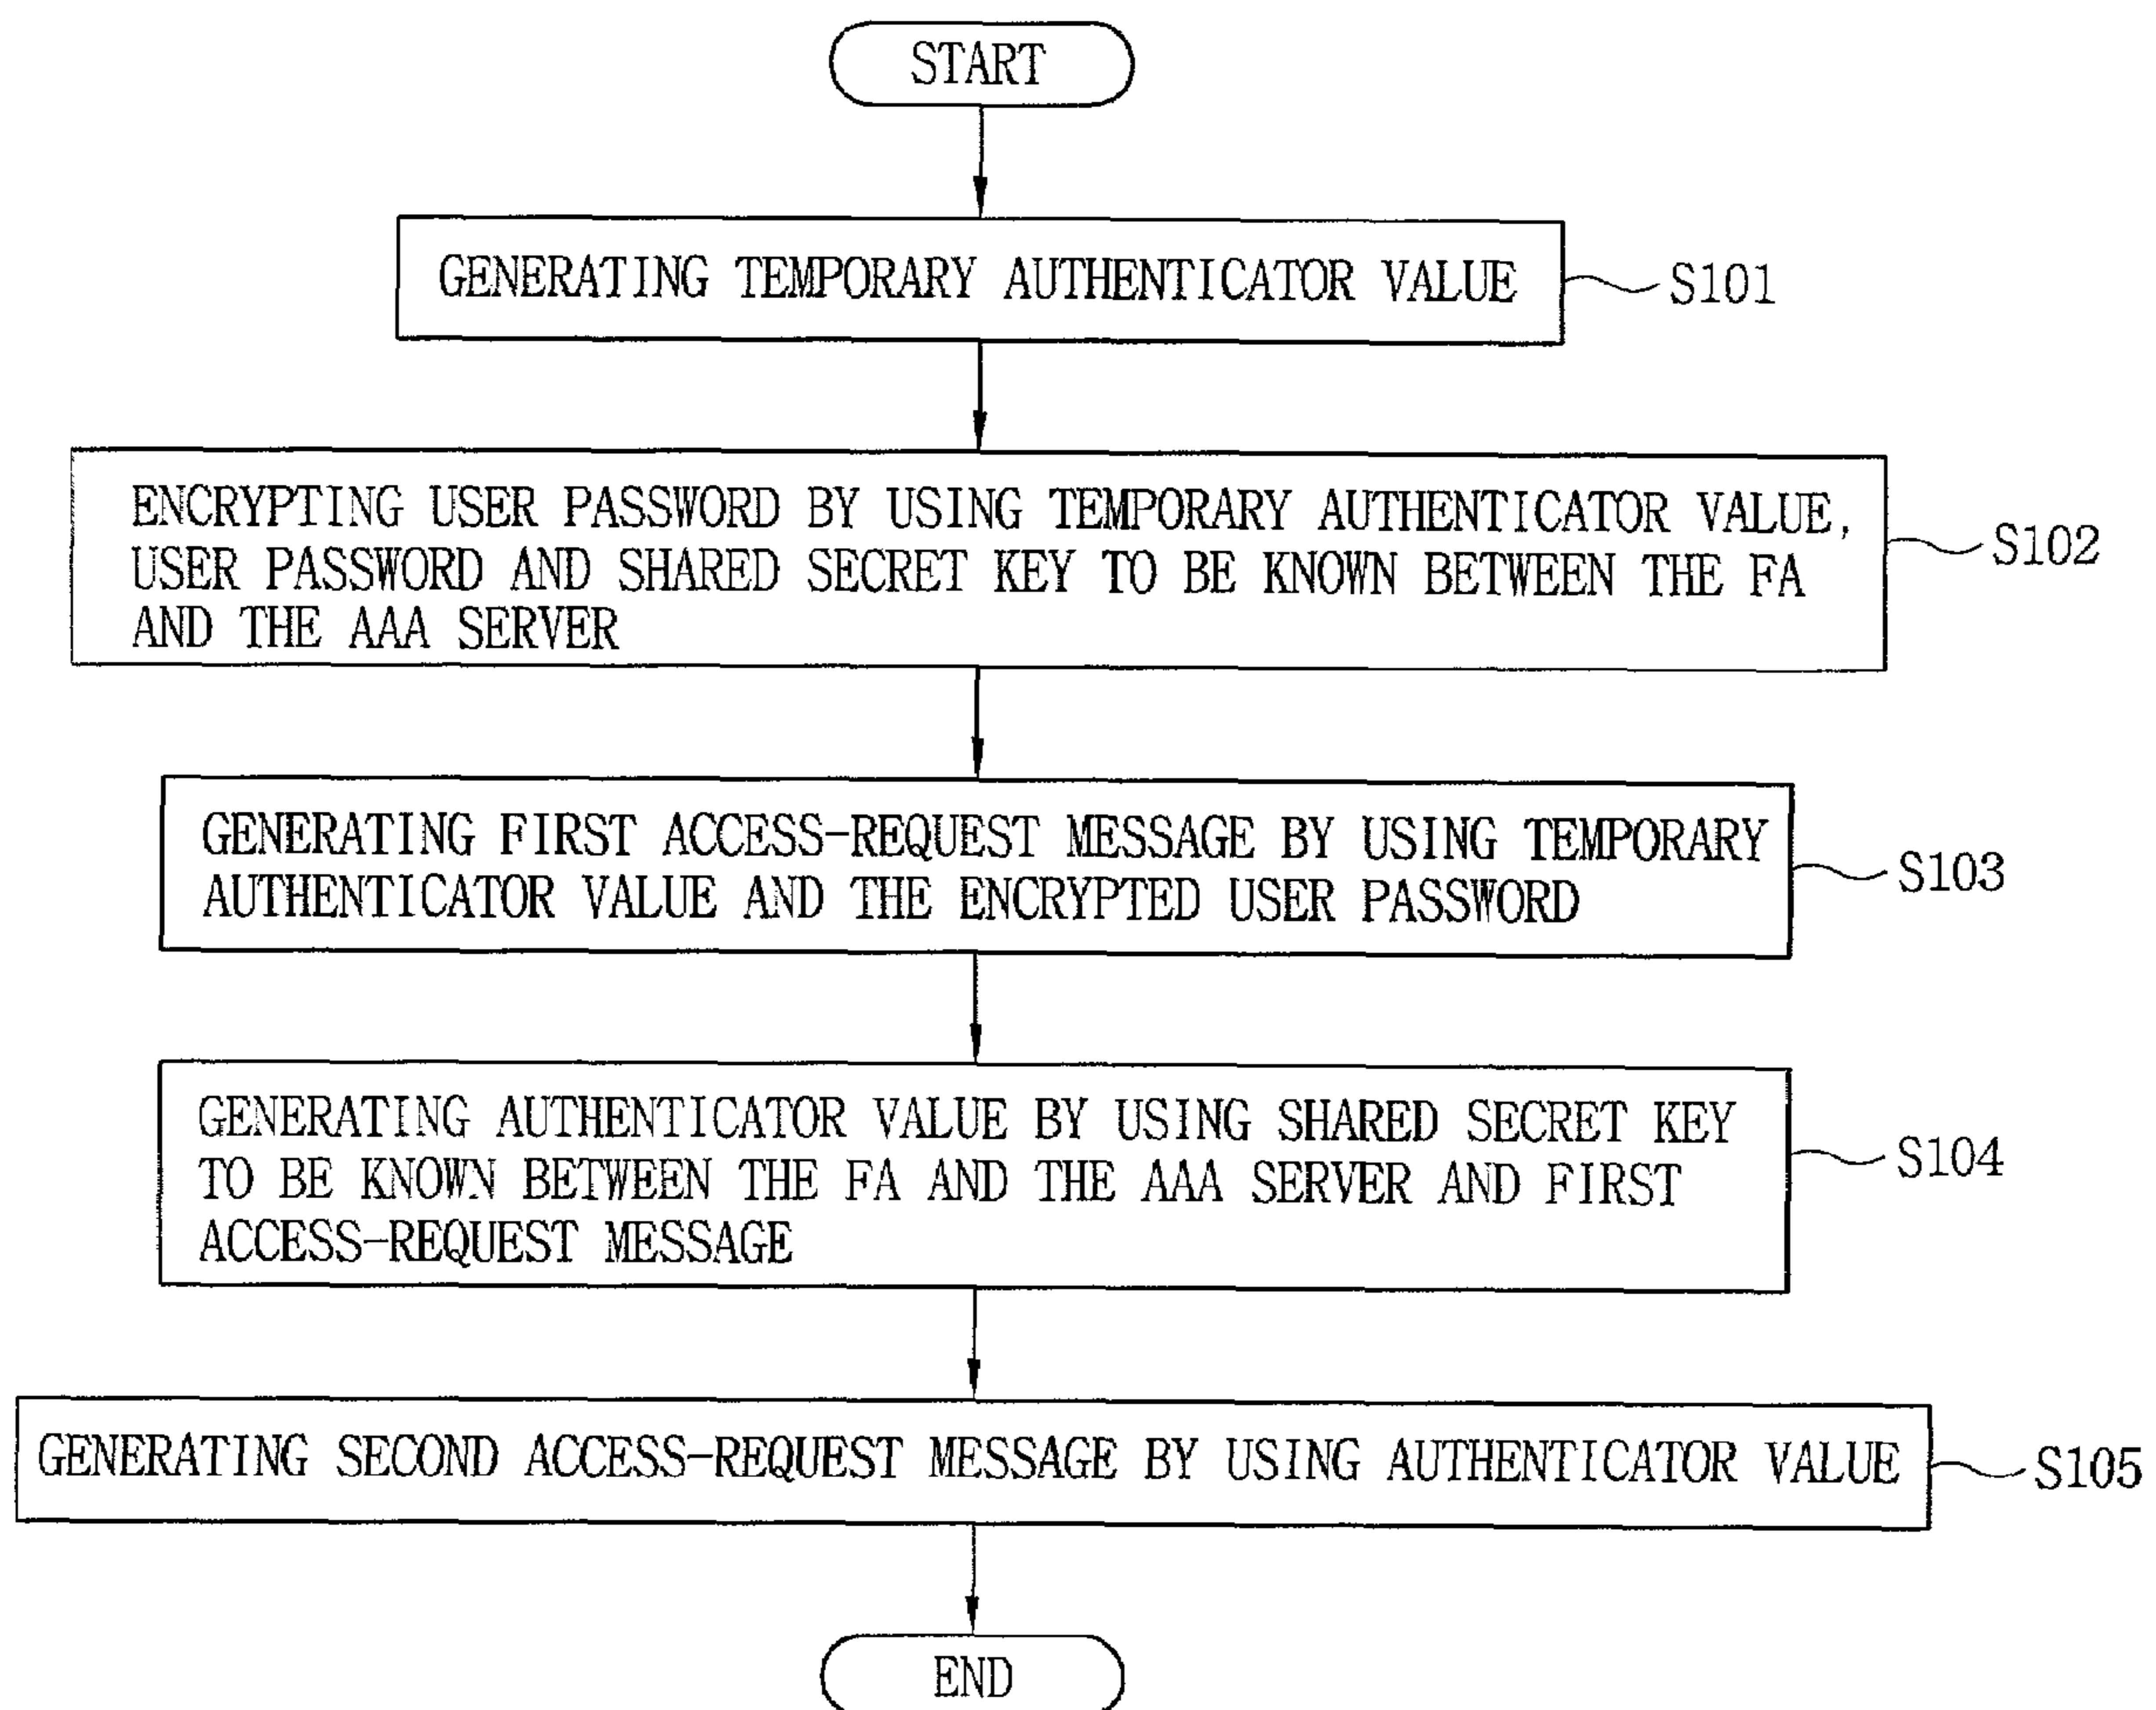 START
GENERATING TEMPORARY AUTHENTICATOR VALUE
S101
ENCRYPTING USER PASSWORD BY USING TEMPORARY AUTHENTICATOR VALUE,
USER PASSWORD AND SHARED SECRET KEY TO BE KNOWN BETWEEN THE FA
AND THE AAA SERVER
S102
GENERATING FIRST ACCESS-REQUEST MESSAGE BY USING TEMPORARY
AUTHENTICATOR VALUE AND THE ENCRYPTED USER PASSWORD
S103
GENERATING AUTHENTICATOR VALUE BY USING SHARED SECRET KEY
TO BE KNOWN BETWEEN THE FA AND THE AAA SERVER AND FIRST
ACCESS-REQUEST MESSAGE
S104
GENERATING SECOND ACCESS-REQUEST MESSAGE BY USING AUTHENTICATOR VALUE
S105
END